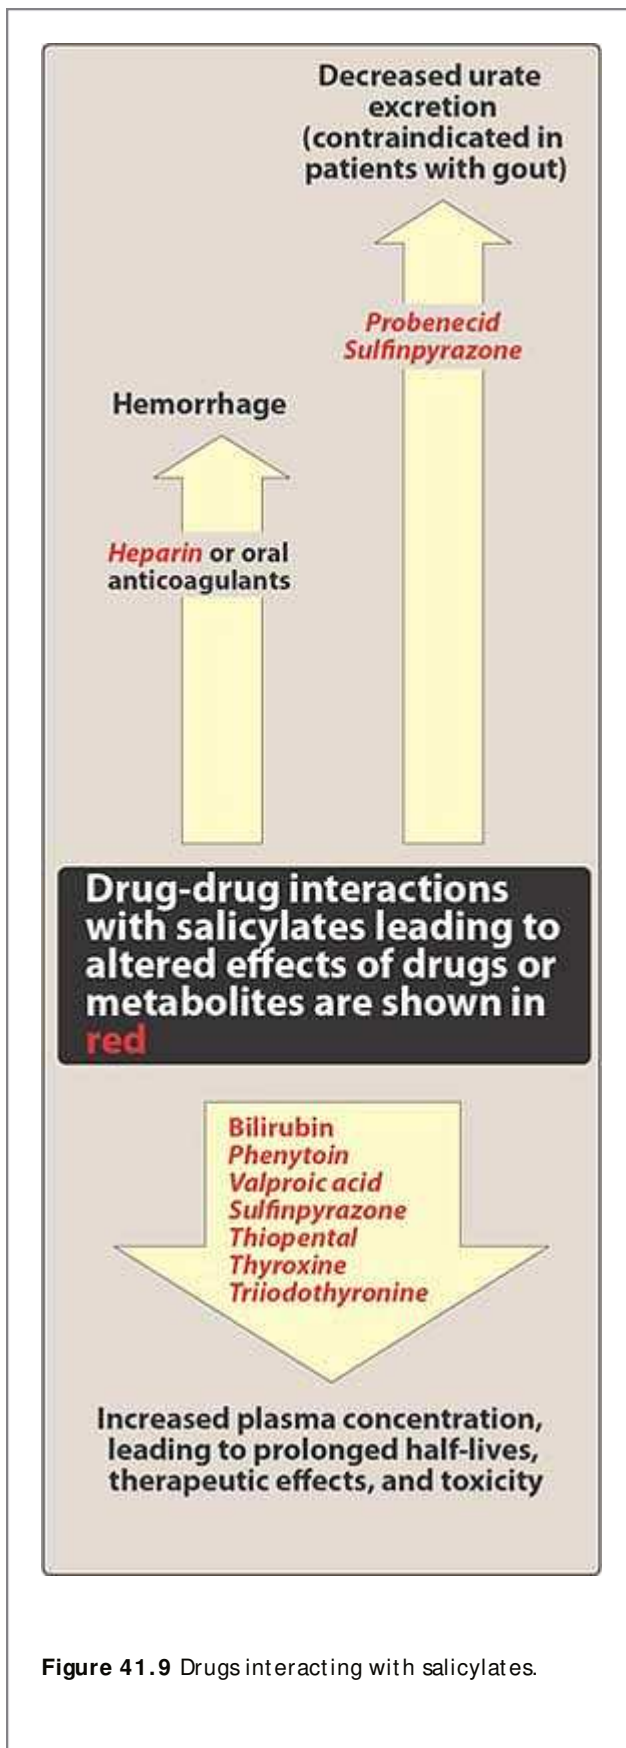 Decreased urate
excretion
(contraindicated in
patients with gout)
Probenecid
Sulfinpyrazone
Hemorrhage
Heparin or oral
anticoagulants
Drug-drug interactions
with salicylates leading to
altered effects of drugs or
metabolites are shown in
red
Bilirubin
Phenytoin
Valproic acid
Sulfinpyrazone
Thiopental
Thyroxine
Triiodothyronine
Increased plasma concentration,
leading to prolonged half-lives,
therapeutic effects, and toxicity
Figure 41.9 Drugs interacting with salicylates.